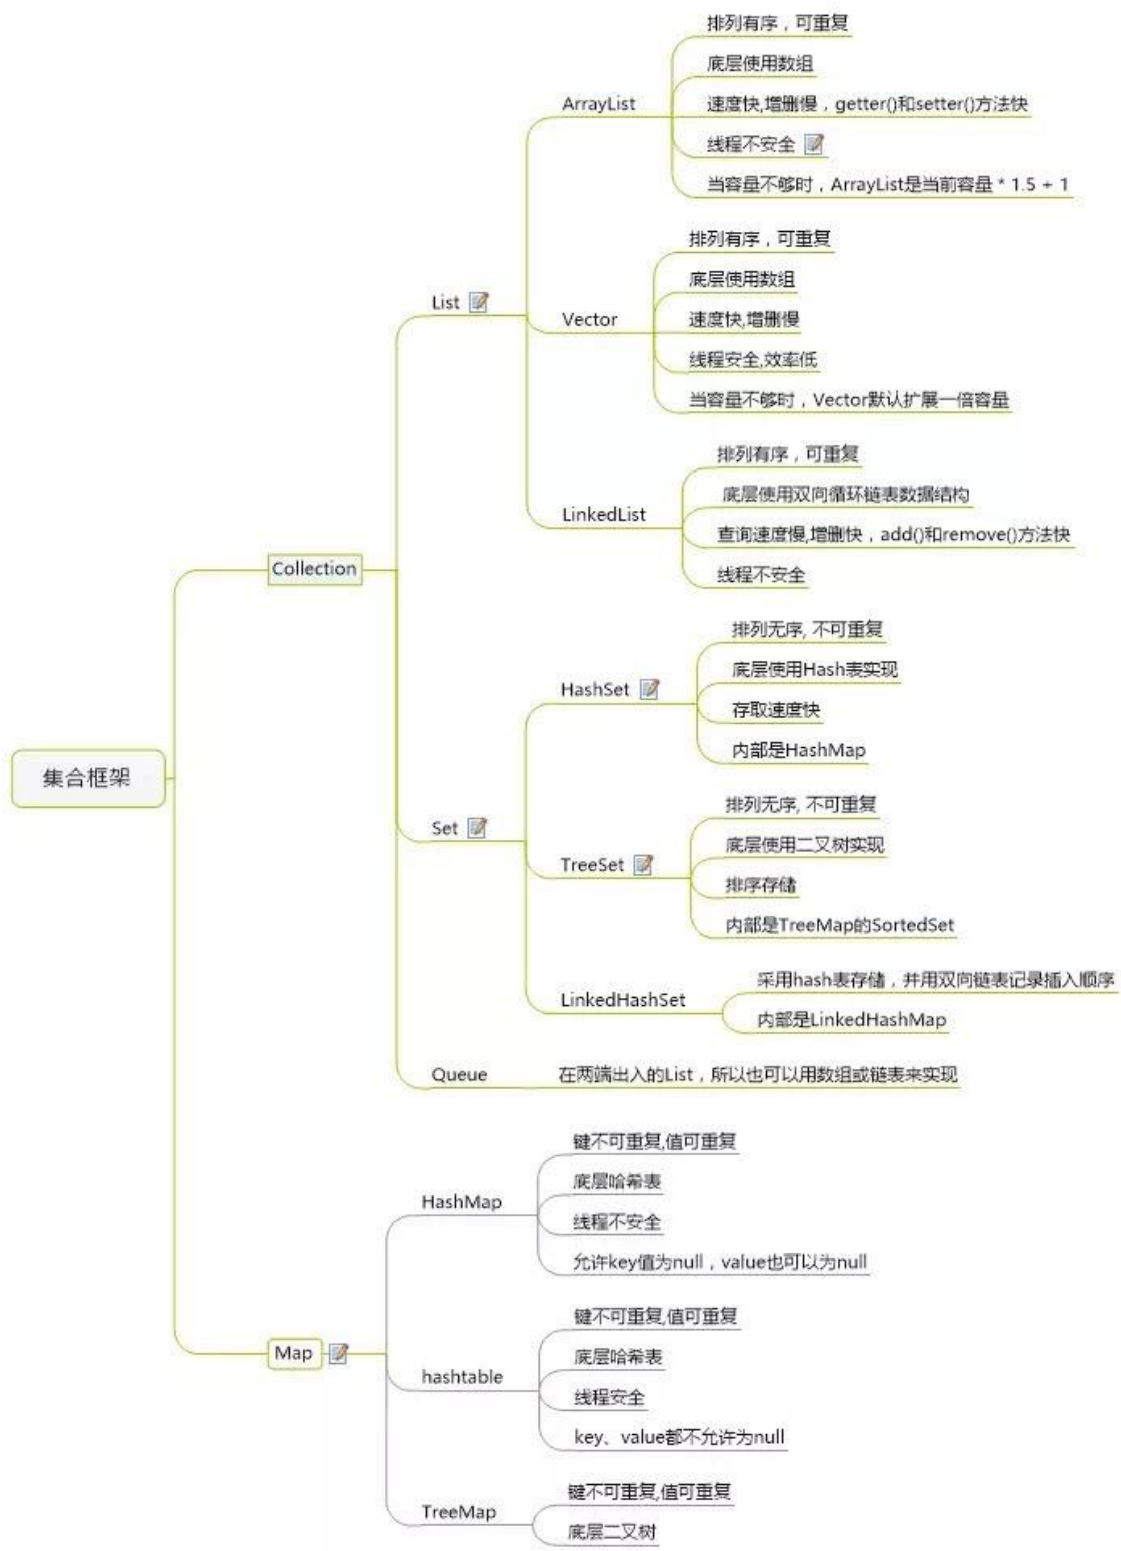 集合框架
Collection
List
ArrayList
排列有序，可重复
底层使用数组
速度快,增删慢，getter()和setter()方法快
线程不安全
当容量不够时，ArrayList是当前容量 * 1.5 + 1
Vector
排列有序，可重复
底层使用数组
速度快,增删慢
线程安全,效率低
当容量不够时，Vector默认扩展一倍容量
LinkedList
排列有序，可重复
底层使用双向循环链表数据结构
查询速度慢,增删快，add()和remove()方法快
线程不安全
Set
HashSet
排列无序, 不可重复
底层使用Hash表实现
存取速度快
内部是HashMap
TreeSet
排列无序, 不可重复
底层使用二叉树实现
排序存储
内部是TreeMap的SortedSet
LinkedHashSet
采用hash表存储，并用双向链表记录插入顺序
内部是LinkedHashMap
Queue
在两端出入的List，所以也可以用数组或链表来实现
Map
HashMap
键不可重复,值可重复
底层哈希表
线程不安全
允许key值为null，value也可以为null
hashtable
键不可重复,值可重复
底层哈希表
线程安全
key、value都不允许为null
TreeMap
键不可重复,值可重复
底层二叉树